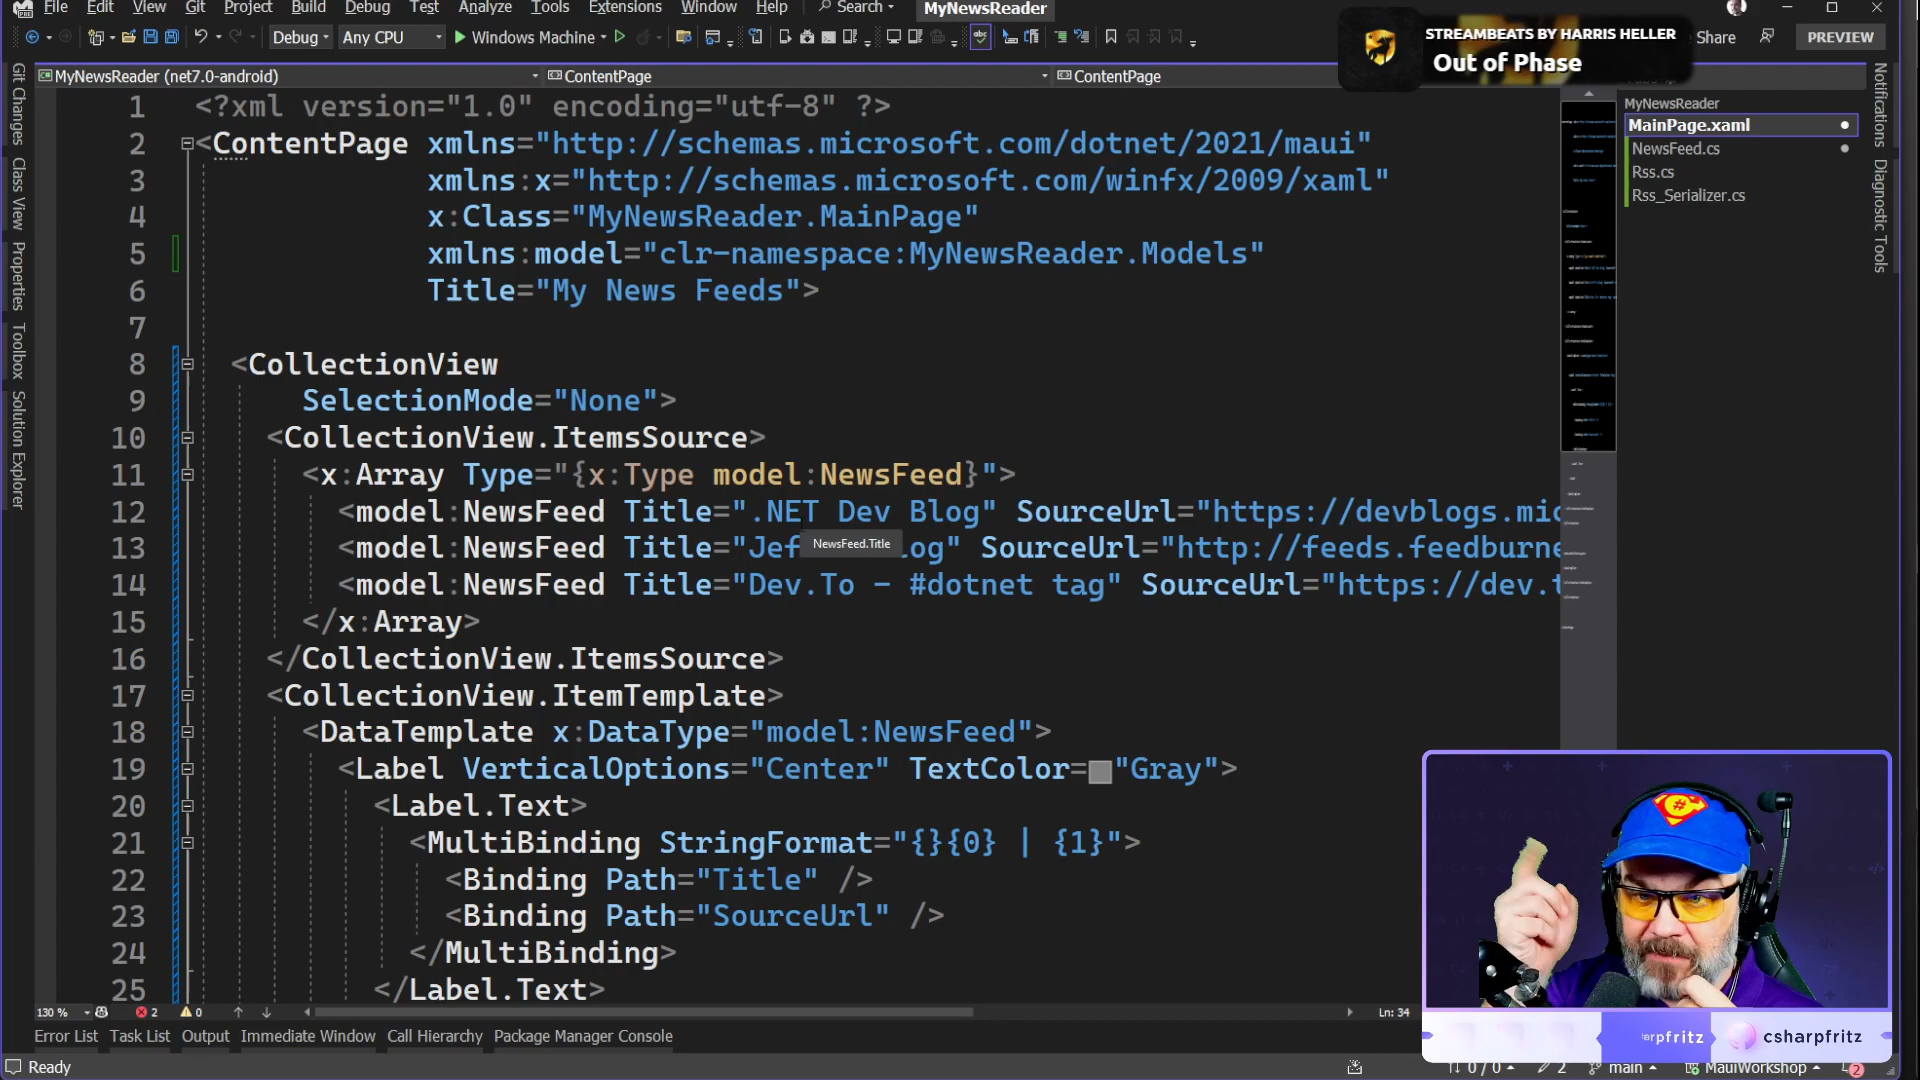 File Edit View Git Project Build Debug Test Analyze Tools Extensions Window Help Search MyNewsReader
Debug Any CPU Windows Machine Share PREVIEW
STREAMBEATS BY HARRIS HELLER
Out of Phase
MyNewsReader (net7.0-android) ContentPage ContentPage
1 <?xml version="1.0" encoding="utf-8" ?>
2 <ContentPage xmlns="http://schemas.microsoft.com/dotnet/2021/maui"
3 xmlns:x="http://schemas.microsoft.com/winfx/2009/xaml"
4 x:Class="MyNewsReader.MainPage"
5 xmlns:model="clr-namespace:MyNewsReader.Models"
6 Title="My News Feeds">
7
8 <CollectionView
9 SelectionMode="None">
10 <CollectionView.ItemsSource>
11 <x:Array Type="{x:Type model:NewsFeed}">
12 <model:NewsFeed Title=".NET Dev Blog" SourceUrl="https://devblogs.mic
13 <model:NewsFeed Title="Jef og" SourceUrl="http://feeds.feedburne
NewsFeed.Title
14 <model:NewsFeed Title="Dev.To - #dotnet tag" SourceUrl="https://dev.t
15 </x:Array>
16 </CollectionView.ItemsSource>
17 <CollectionView.ItemTemplate>
18 <DataTemplate x:DataType="model:NewsFeed">
19 <Label VerticalOptions="Center" TextColor="Gray">
20 <Label.Text>
21 <MultiBinding StringFormat="{}{0} | {1}">
22 <Binding Path="Title" />
23 <Binding Path="SourceUrl" />
24 </MultiBinding>
25 </Label.Text>
130 % 2 0 Ln: 34
Error List Task List Output Immediate Window Call Hierarchy Package Manager Console
Ready 0 / 0 2 main MauiWorkshop 2
Git Changes
Class View
Properties
Toolbox
Solution Explorer
MyNewsReader
MainPage.xaml
NewsFeed.cs
Rss.cs
Rss_Serializer.cs
Notifications
Diagnostic Tools
C#
erpfritz csharpfritz